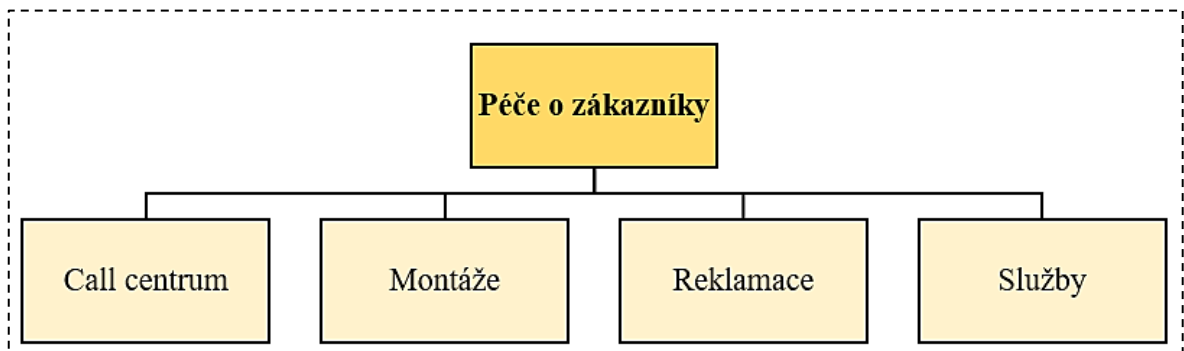 Péče o zákazníky
Call centrum
Montáže
Reklamace
Služby